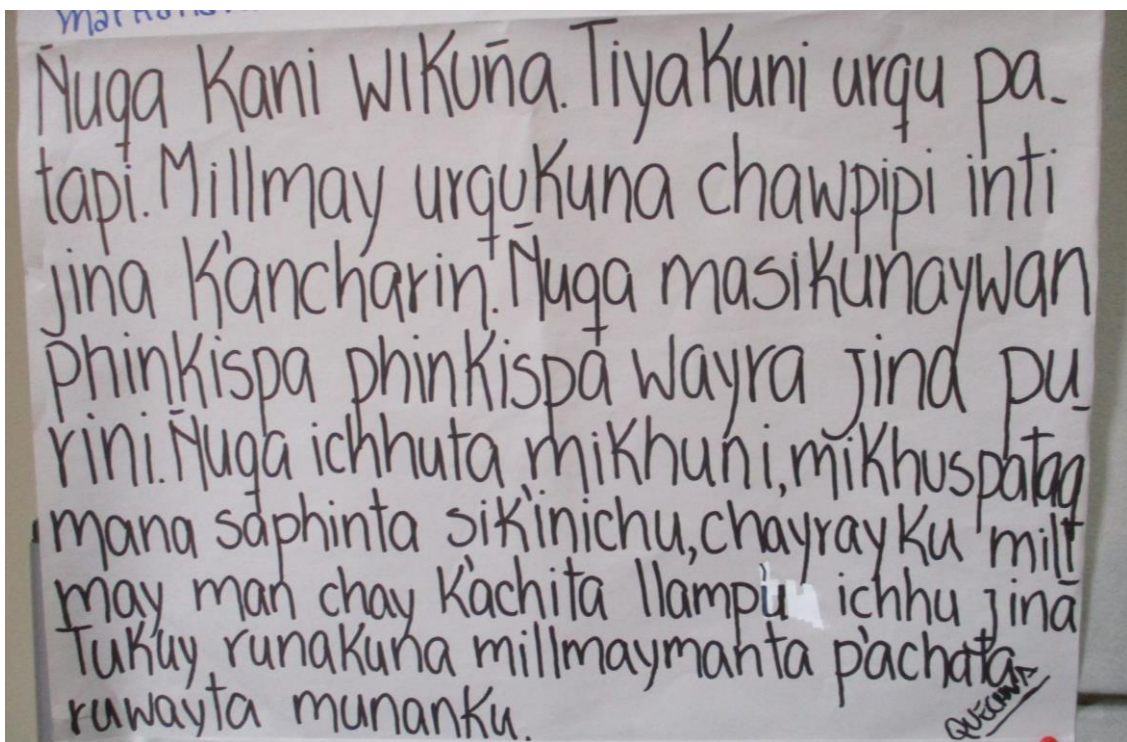 Ñuqa Kani wikuña. Tiyakuni urqu pa-
tapi. Millmay urqukuna chawpipi inti
jina k'ancharin. Ñuqa masikunaywan
phinkispa phinkispa wayra jina pu_
rini. Ñuqa ichhuta mikhuni, mikhuspataq
mana saphinta sik'inichu, chayrayku mill
may man chay k'achita llampu ichhu jina
Tukuy runakuna millmaymanta p'achata
ruwayta munanku.
QUECHUA